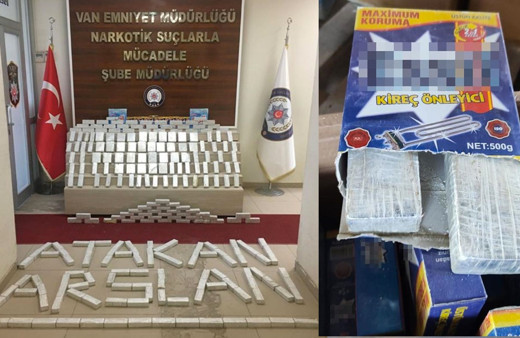 VAN EMNİYET MÜDÜRLÜĞÜ
NARKOTİK SUÇLARLA
MÜCADELE
ŞUBE MÜDÜRLÜĞÜ
ATAKAN
ARSLAN
MAXIMUM
KORUMA
KİREÇ ÖNLEYİCİ
NET:500g